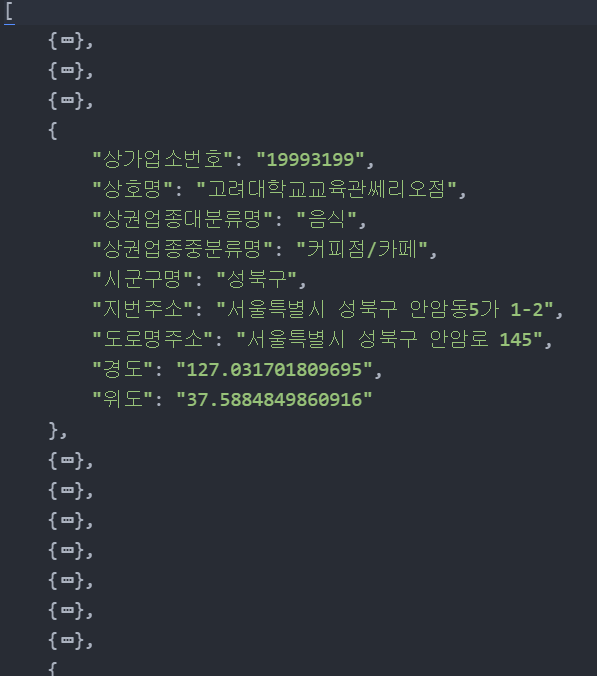 [
{…},
{…},
{…},
{
"상가업소번호": "19993199",
"상호명": "고려대학교교육관쎄리오점",
"상권업종대분류명": "음식",
"상권업종중분류명": "커피점/카페",
"시군구명": "성북구",
"지번주소": "서울특별시 성북구 안암동5가 1-2",
"도로명주소": "서울특별시 성북구 안암로 145",
"경도": "127.031701809695",
"위도": "37.5884849860916"
},
{…},
{…},
{…},
{…},
{…},
{…},
{…},
{